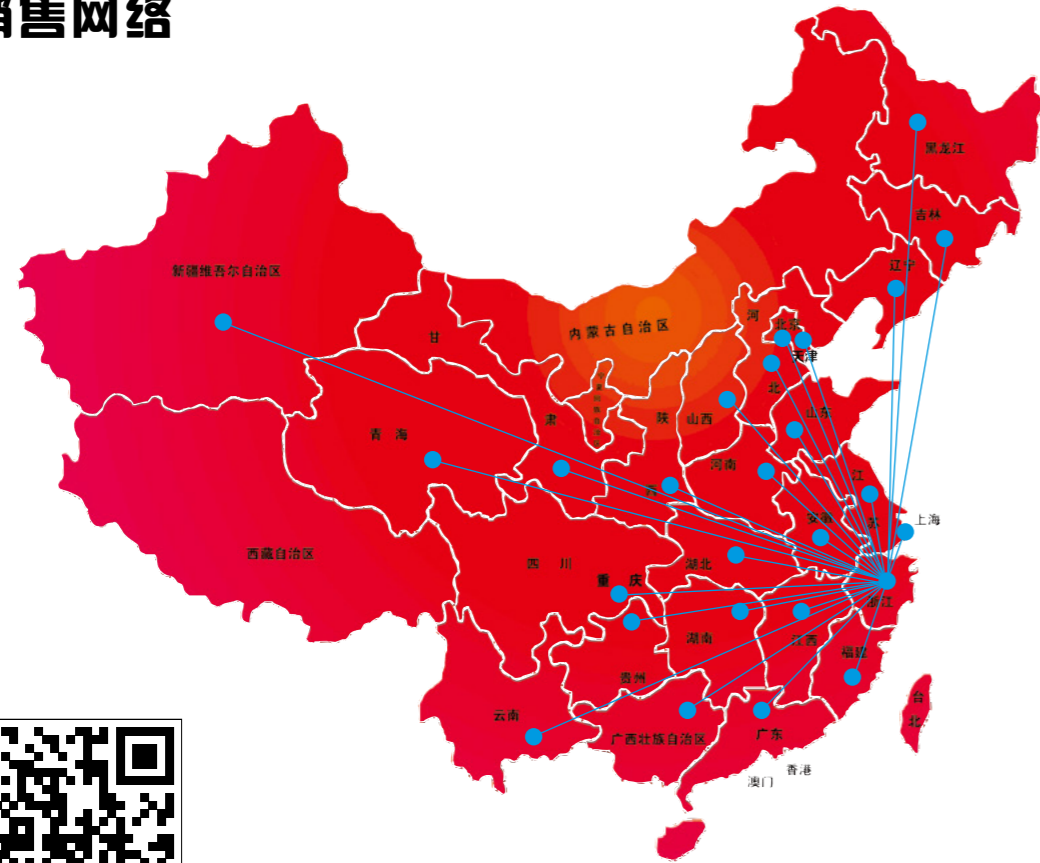 销售网络
黑龙江
吉林
辽宁
新疆维吾尔自治区
内蒙古自治区
河
北京
天津
甘
北
山东
肃
陕
山西
青 海
河南
西
江
苏
安徽
上海
西藏自治区
四 川
湖北
重 庆
浙江
湖南
江西
福建
贵州
云南
台
北
广西壮族自治区
广东
香港
澳门